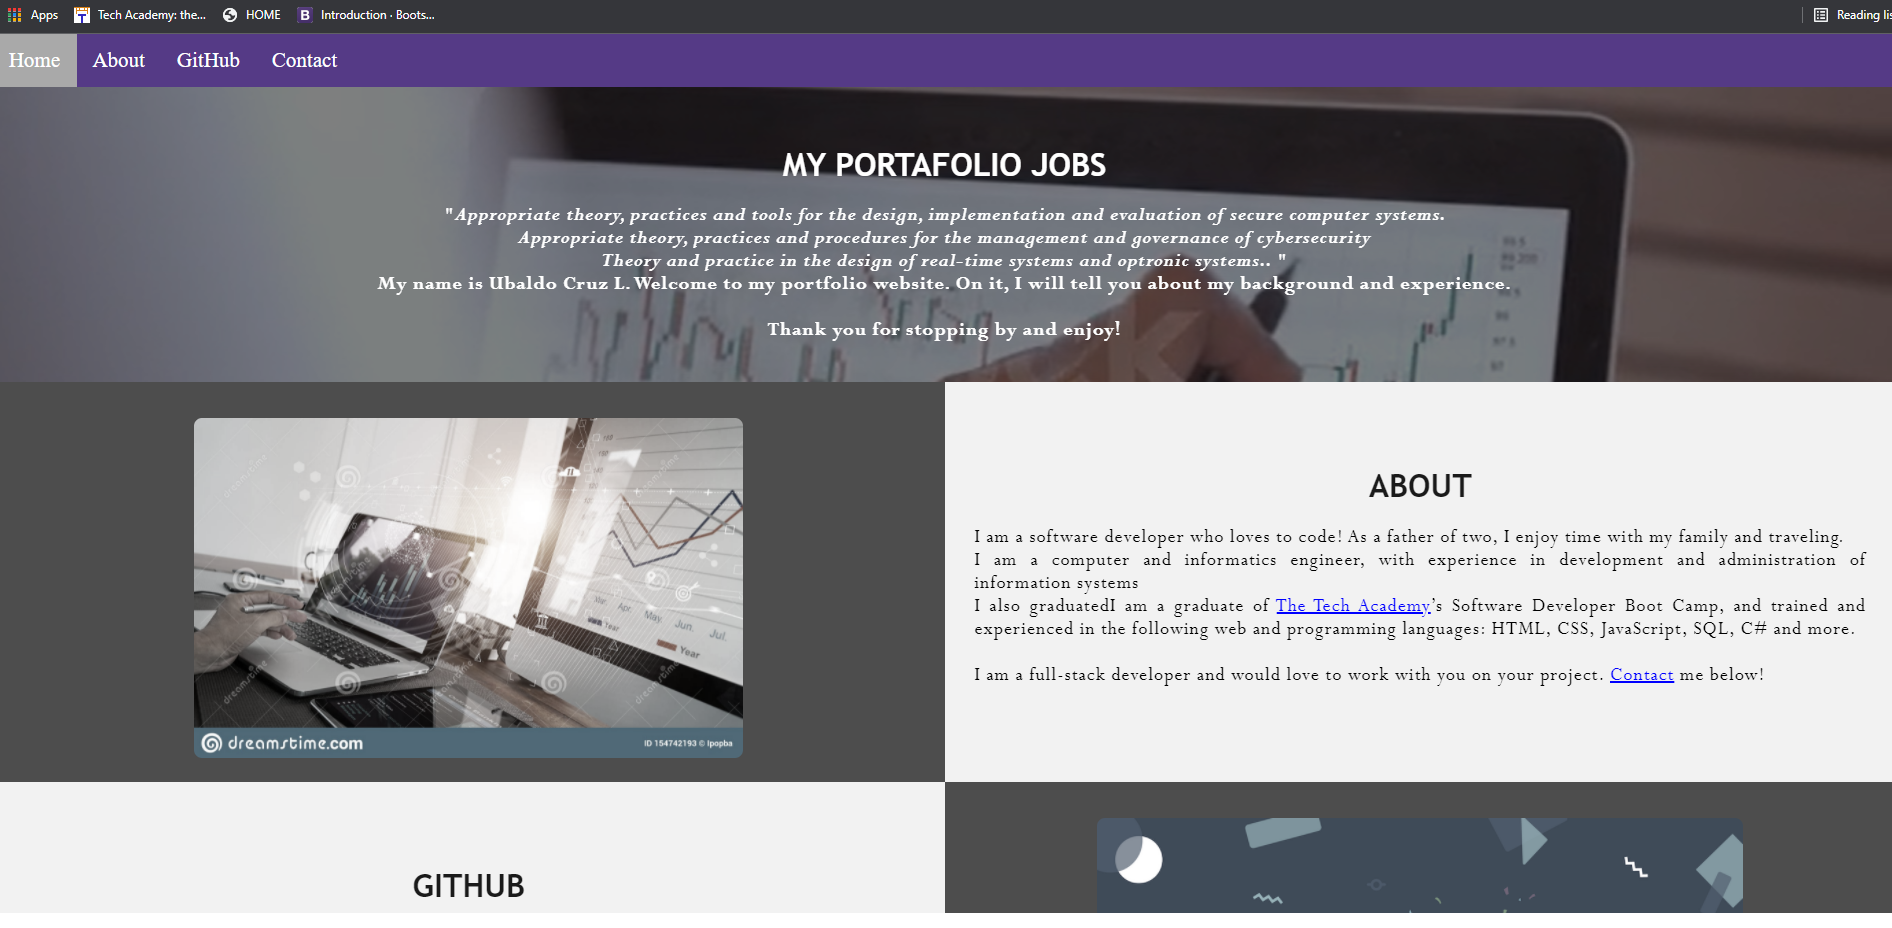 Apps Tech Academy: the... HOME B Introduction · Boots... Reading lis
Home About GitHub Contact
MY PORTAFOLIO JOBS
"Appropriate theory, practices and tools for the design, implementation and evaluation of secure computer systems.
Appropriate theory, practices and procedures for the management and governance of cybersecurity
Theory and practice in the design of real-time systems and optronic systems.. "
My name is Ubaldo Cruz L. Welcome to my portfolio website. On it, I will tell you about my background and experience.
Thank you for stopping by and enjoy!
Apr.
May.
Jun.
Jul.
Year
Year
dreamstime.com
ID 154742193 © Ipopba
ABOUT
I am a software developer who loves to code! As a father of two, I enjoy time with my family and traveling.
I am a computer and informatics engineer, with experience in development and administration of
information systems
I also graduatedI am a graduate of The Tech Academy's Software Developer Boot Camp, and trained and
experienced in the following web and programming languages: HTML, CSS, JavaScript, SQL, C# and more.
I am a full-stack developer and would love to work with you on your project. Contact me below!
GITHUB